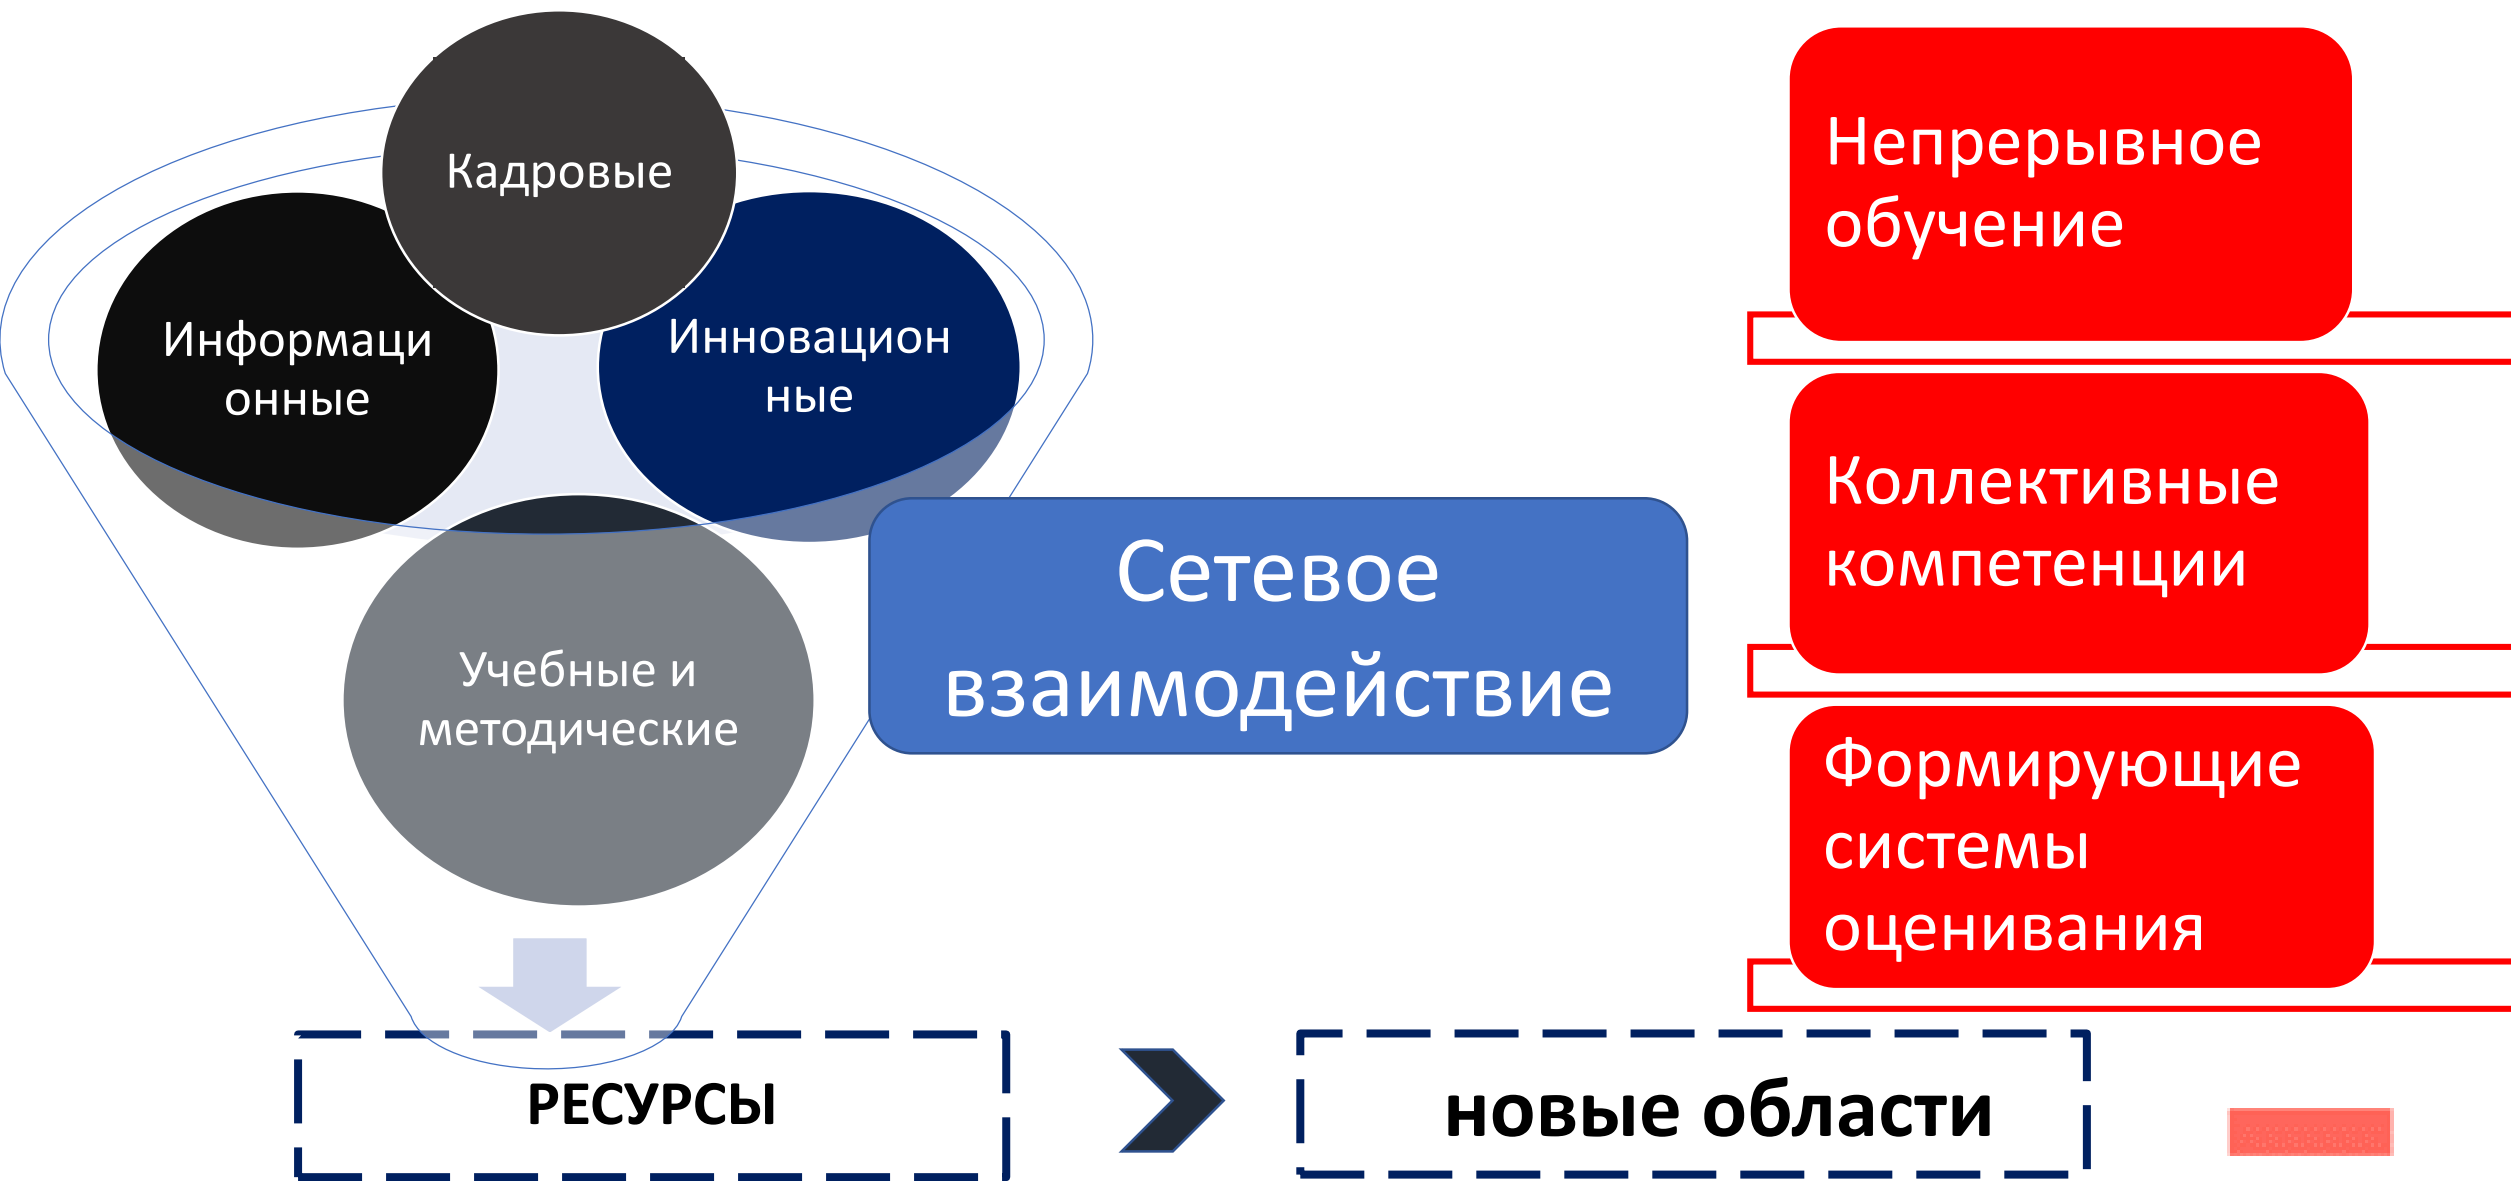 Кадровые
Информаци
онные
Инновацион
ные
Учебные и
методические
Сетевое
взаимодействие
Непрерывное
обучение
Коллективные
компетенции
Формирующие
системы
оценивания
РЕСУРСЫ
новые области